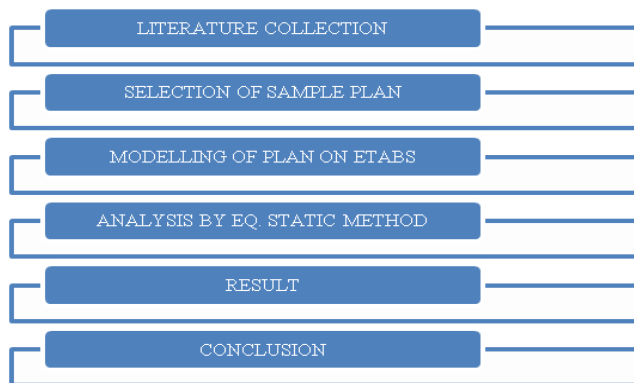 LITERATURE COLLECTION
SELECTION OF SAMPLE PLAN
MODELLING OF PLAN ON ETABS
ANALYSIS BY EQ. STATIC METHOD
RESULT
CONCLUSION